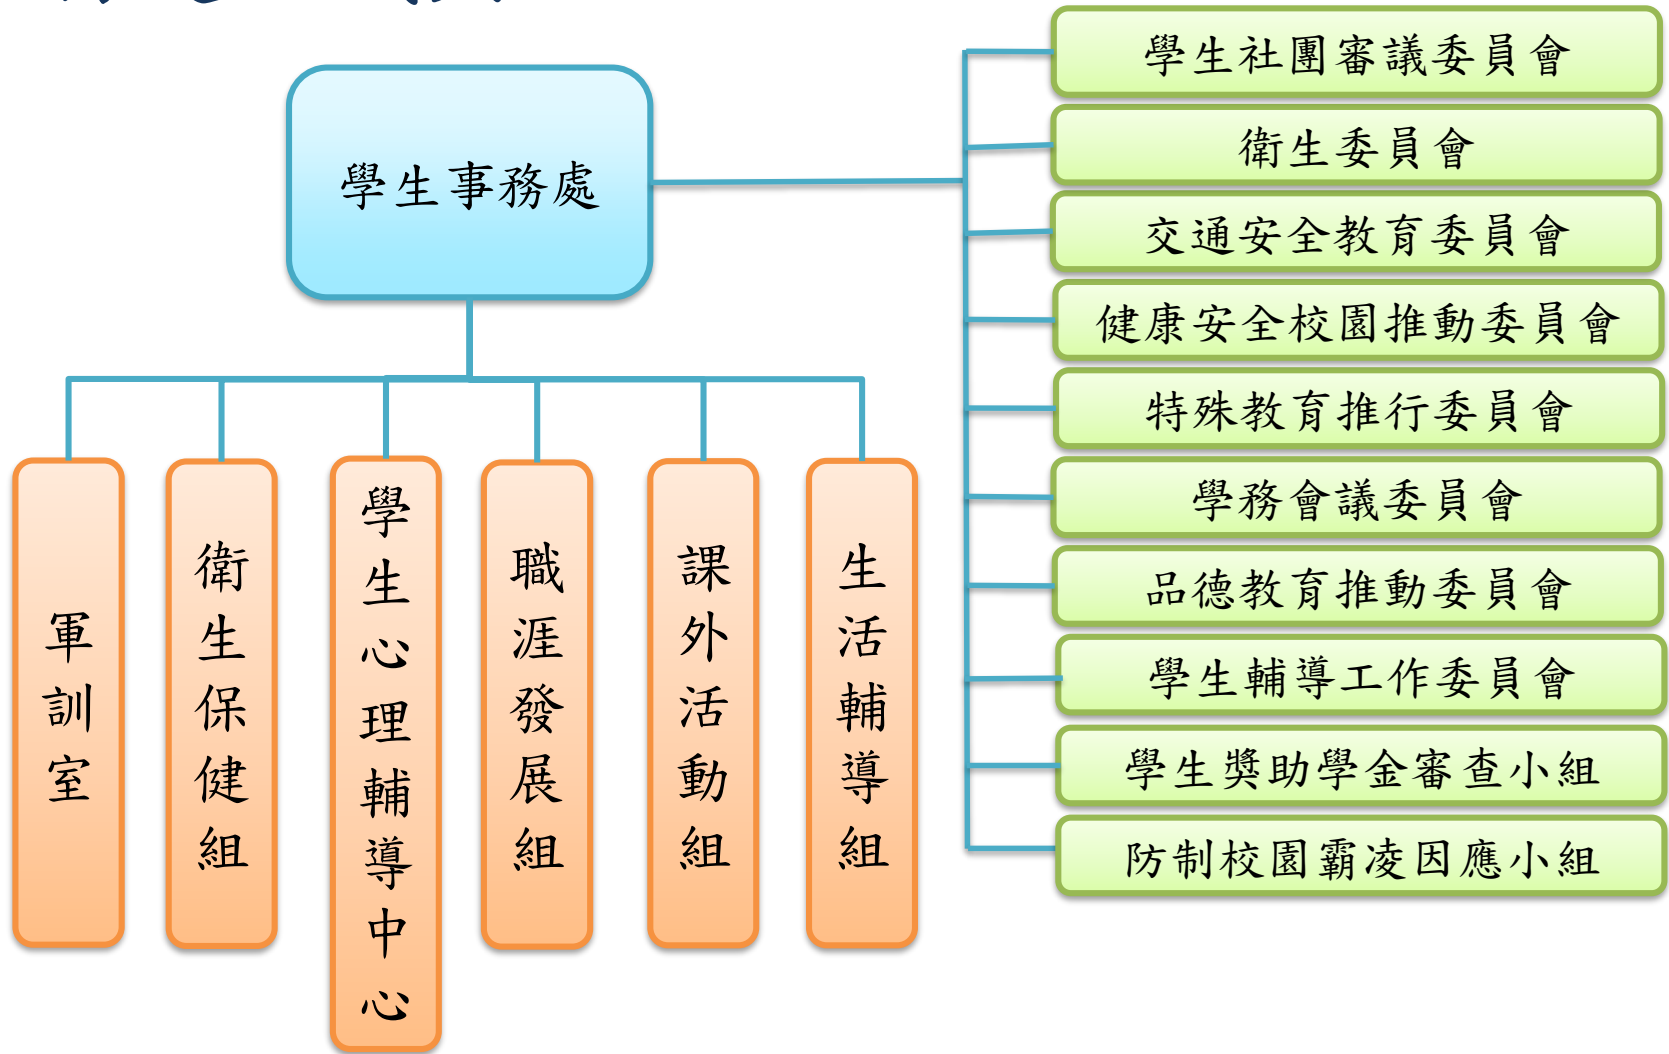 學生事務處
學生社團審議委員會
衛生委員會
交通安全教育委員會
健康安全校園推動委員會
特殊教育推行委員會
學務會議委員會
品德教育推動委員會
學生輔導工作委員會
學生獎助學金審查小組
防制校園霸凌因應小組
軍訓室
衛生保健組
學生心理輔導中心
職涯發展組
課外活動組
生活輔導組